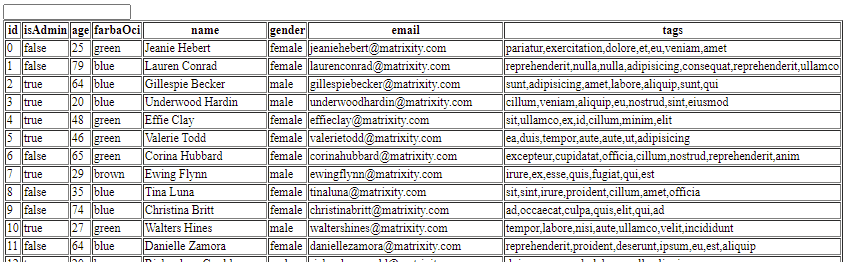 id isAdmin age farbaOci name gender email tags
0 false 25 green Jeanie Hebert female jeaniehebert@matrixity.com pariatur,exercitation,dolore,et,eu,veniam,amet
1 false 79 blue Lauren Conrad female laurenconrad@matrixity.com reprehenderit,nulla,nulla,adipisicing,consequat,reprehenderit,ullamco
2 true 64 blue Gillespie Becker male gillespiebecker@matrixity.com sunt,adipisicing,amet,labore,aliquip,sunt,qui
3 true 20 blue Underwood Hardin male underwoodhardin@matrixity.com cillum,veniam,aliquip,eu,nostrud,sint,eiusmod
4 true 48 green Effie Clay female effieclay@matrixity.com sit,ullamco,ex,id,cillum,minim,elit
5 true 46 green Valerie Todd female valerietodd@matrixity.com ea,duis,tempor,aute,aute,ut,adipisicing
6 false 65 green Corina Hubbard female corinahubbard@matrixity.com excepteur,cupidatat,officia,cillum,nostrud,reprehenderit,anim
7 true 29 brown Ewing Flynn male ewingflynn@matrixity.com irure,ex,esse,quis,fugiat,qui,est
8 false 35 blue Tina Luna female tinaluna@matrixity.com sit,sint,irure,proident,cillum,amet,officia
9 false 74 blue Christina Britt female christinabritt@matrixity.com ad,occaecat,culpa,quis,elit,qui,ad
10 true 27 green Walters Hines male waltershines@matrixity.com tempor,labore,nisi,aute,ullamco,velit,incididunt
11 false 64 blue Danielle Zamora female daniellezamora@matrixity.com reprehenderit,proident,deserunt,ipsum,eu,est,aliquip